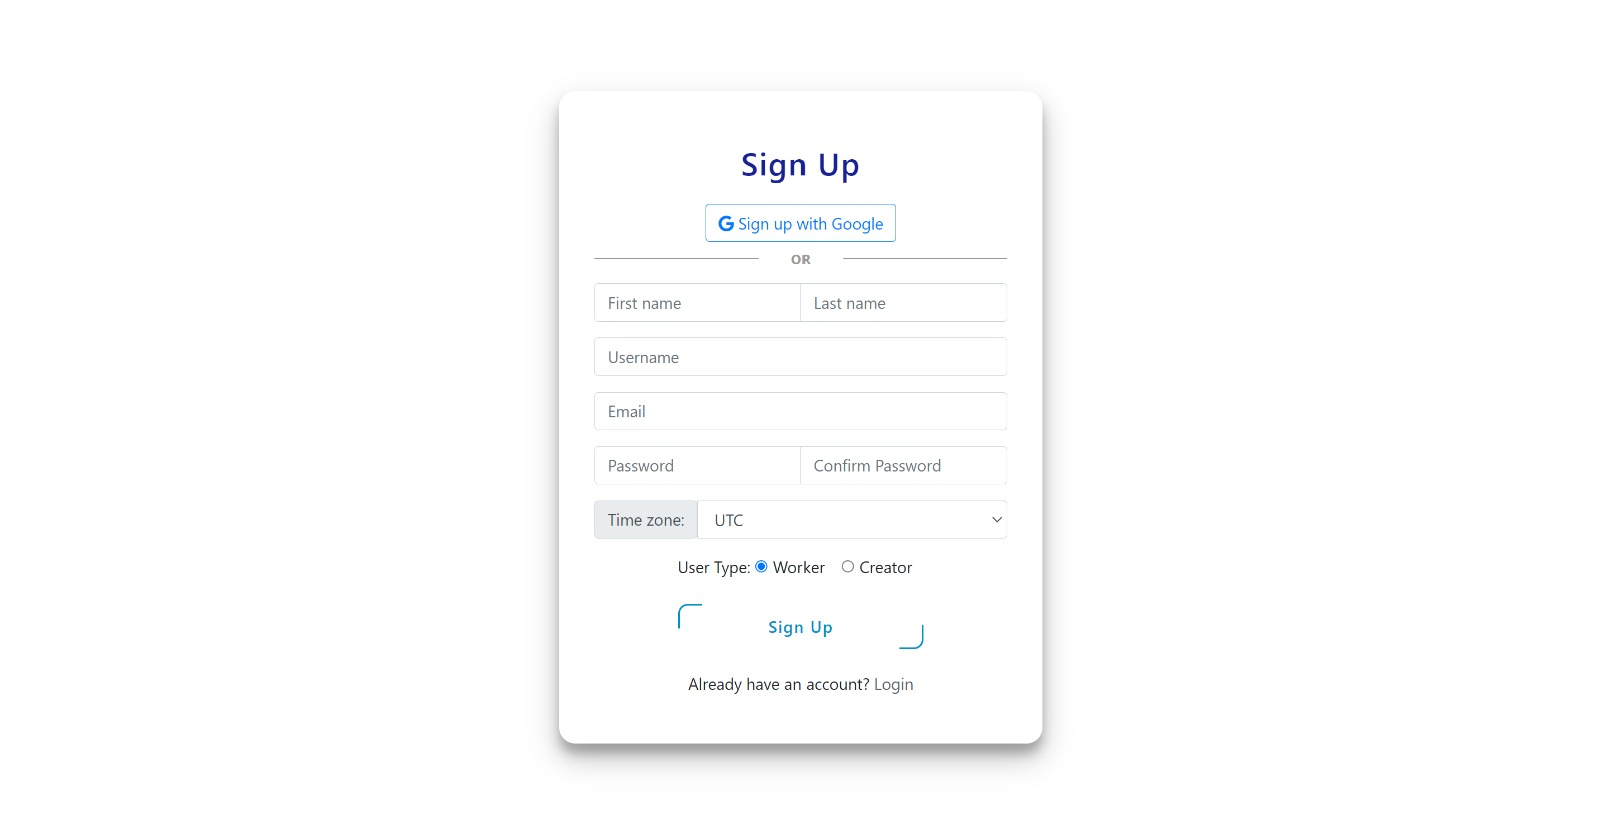 Sign Up
Sign up with Google
OR
First name Last name
Username
Email
Password Confirm Password
Time zone: UTC
User Type: Worker Creator
Sign Up
Already have an account? Login